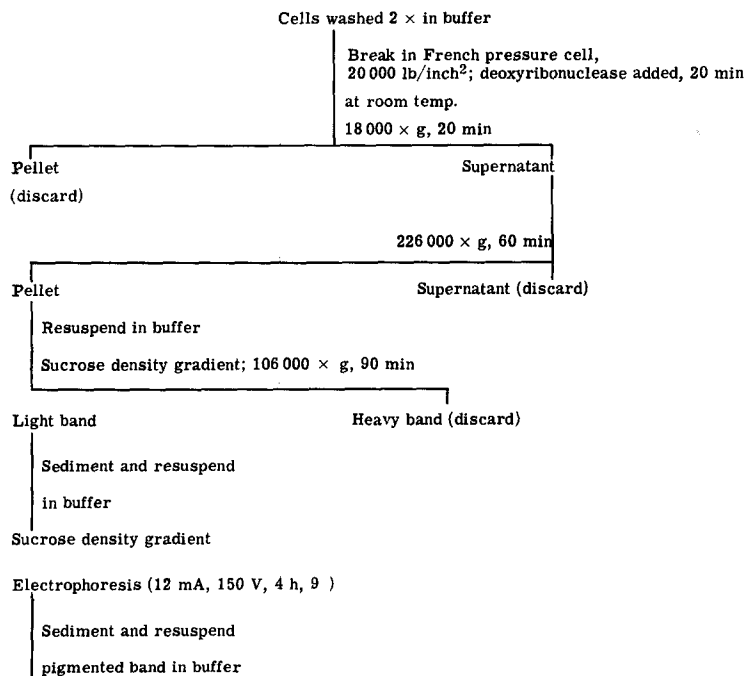 Cells washed 2 × in buffer
Break in French pressure cell,
20 000 lb/inch²; deoxyribonuclease added, 20 min
at room temp.
18 000 × g, 20 min
Pellet
(discard)
Supernatant
226 000 × g, 60 min
Pellet
Supernatant (discard)
Resuspend in buffer
Sucrose density gradient; 106 000 × g, 90 min
Light band
Heavy band (discard)
Sediment and resuspend
in buffer
Sucrose density gradient
Electrophoresis (12 mA, 150 V, 4 h, 9 )
Sediment and resuspend
pigmented band in buffer